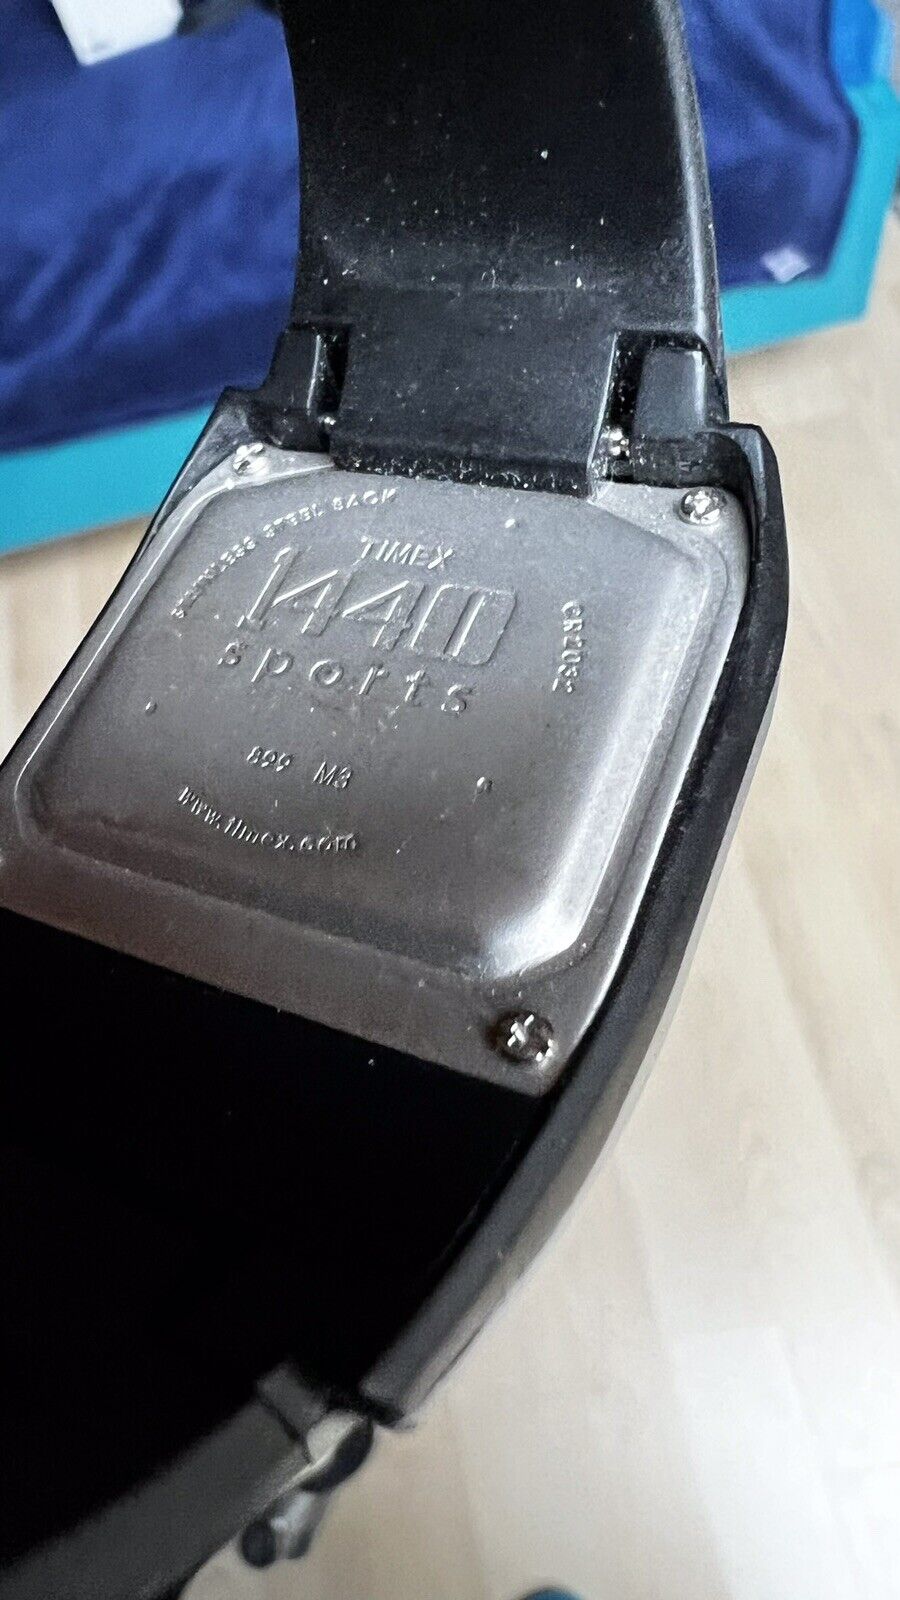 STAINLESS STEEL BACK
TIMEX
1440
sports
CR2032
899 M3
www.timex.com